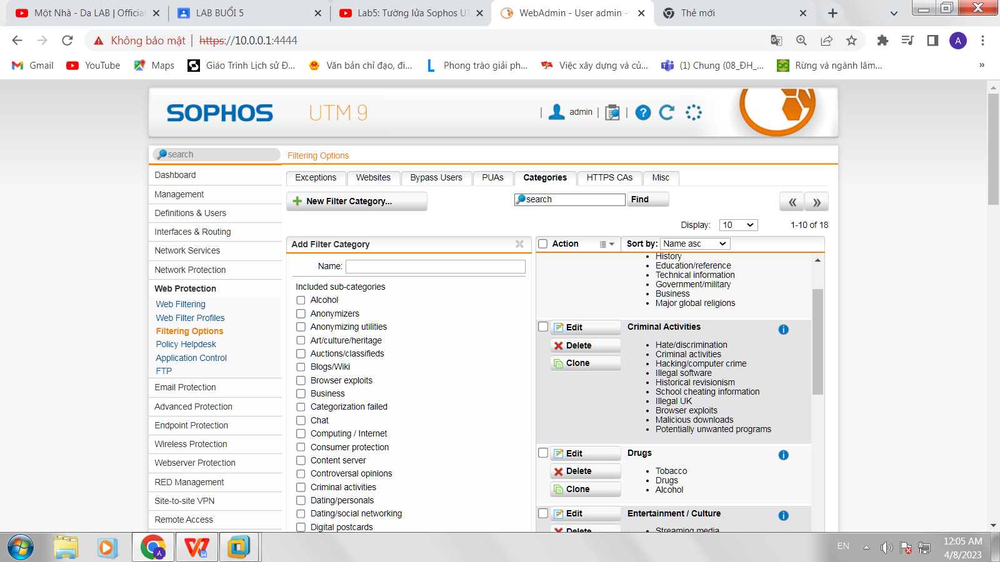 Một Nhà - Da LAB | Official
LAB BUỔI 5
Lab5: Tường lửa Sophos UT
WebAdmin - User admin -
Thẻ mới
Không bảo mật | https://10.0.0.1:4444
A
Gmail
YouTube
Maps
Giáo Trình Lịch sử Đ...
Văn bản chỉ đạo, đi...
Phong trào giải ph...
Việc xây dựng và củ...
(1) Chung (08_ĐH_...
Rừng và ngành lâm...
»
SOPHOS UTM 9
| admin | |
search
Filtering Options
Dashboard
Management
Definitions & Users
Interfaces & Routing
Network Services
Network Protection
Web Protection
Web Filtering
Web Filter Profiles
Filtering Options
Policy Helpdesk
Application Control
FTP
Email Protection
Advanced Protection
Endpoint Protection
Wireless Protection
Webserver Protection
RED Management
Site-to-site VPN
Remote Access
Exceptions
Websites
Bypass Users
PUAs
Categories
HTTPS CAs
Misc
New Filter Category...
search
Find
Display: 10
1-10 of 18
Add Filter Category
Name:
Included sub-categories
Alcohol
Anonymizers
Anonymizing utilities
Art/culture/heritage
Auctions/classifieds
Blogs/Wiki
Browser exploits
Business
Categorization failed
Chat
Computing / Internet
Consumer protection
Content server
Controversal opinions
Criminal activities
Dating/personals
Dating/social networking
Digital postcards
Action
Sort by: Name asc
History
Education/reference
Technical information
Government/military
Business
Major global religions
Edit
Delete
Clone
Criminal Activities
Hate/discrimination
Criminal activities
Hacking/computer crime
Illegal software
Historical revisionism
School cheating information
Illegal UK
Browser exploits
Malicious downloads
Potentially unwanted programs
Edit
Delete
Clone
Drugs
Tobacco
Drugs
Alcohol
Edit
Delete
Entertainment / Culture
Streaming media
EN
12:05 AM
4/8/2023